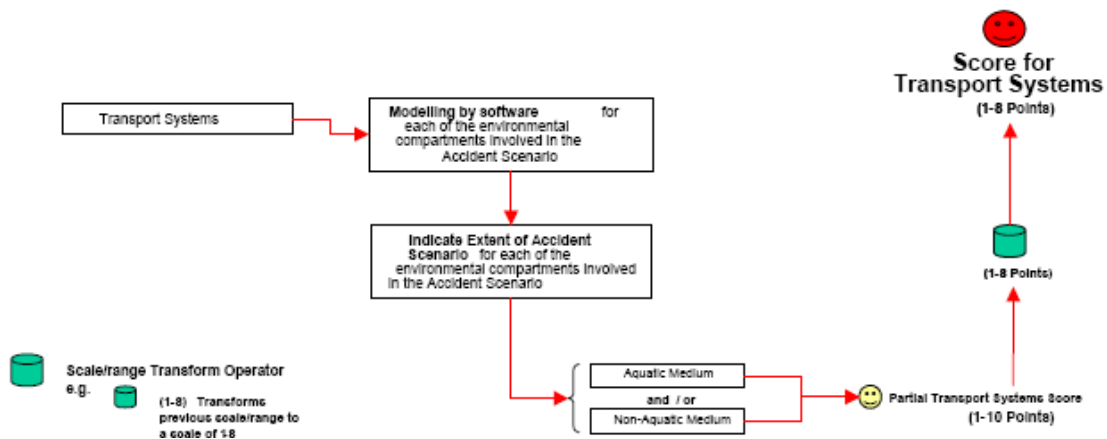 Score for
Transport Systems
(1-8 Points)
Transport Systems
Modelling by software for
each of the environmental
compartments involved in the
Accident Scenario
Indicate Extent of Accident
Scenario for each of the
environmental compartments involved
in the Accident Scenario
(1-8 Points)
Scale/range Transform Operator
e.g.
(1-8) Transforms
previous scale/range to
a scale of 1-8
Aquatic Medium
and / or
Non-Aquatic Medium
Partial Transport Systems Score
(1-10 Points)